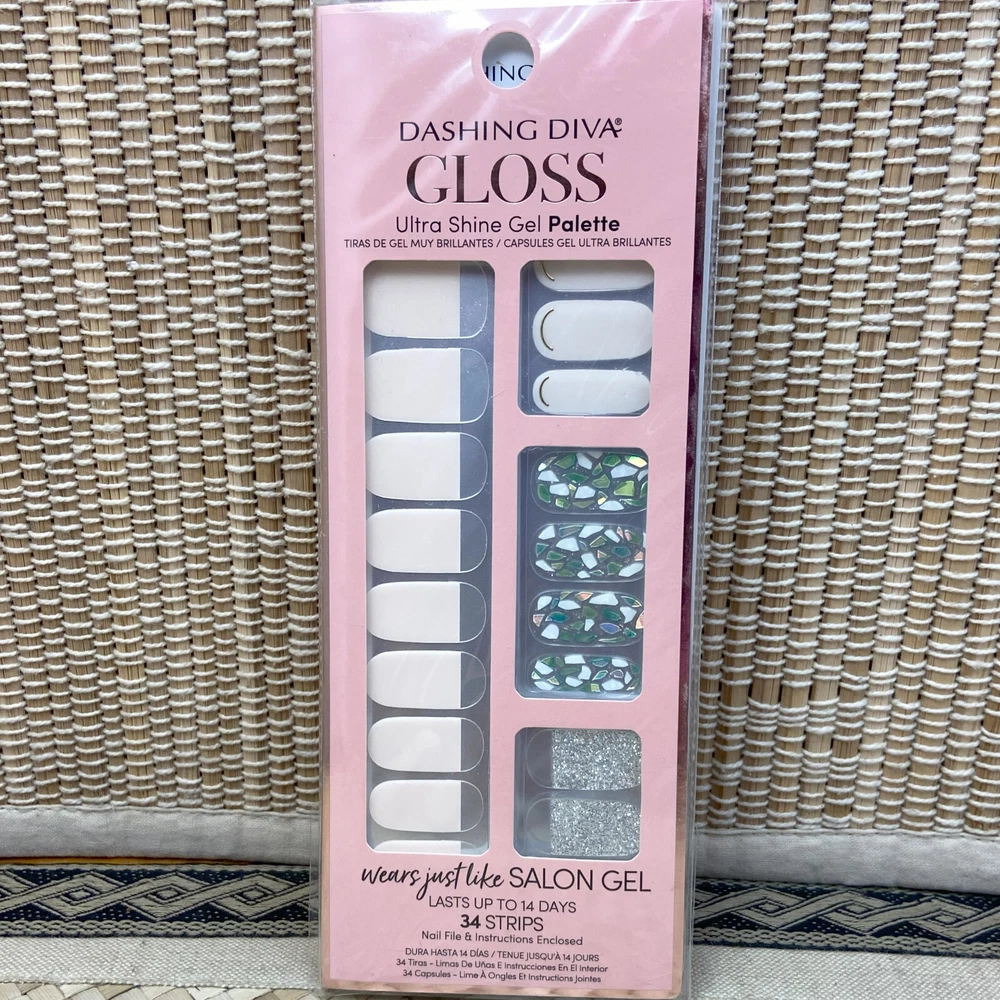 HING
DASHING DIVA®
GLOSS
Ultra Shine Gel Palette
TIRAS DE GEL MUY BRILLANTES / CAPSULES GEL ULTRA BRILLANTES
wears just like SALON GEL
LASTS UP TO 14 DAYS
34 STRIPS
Nail File & Instructions Enclosed
DURA HASTA 14 DÍAS / TENUE JUSQU'À 14 JOURS
34 Tiras - Limas De Uñas E Instrucciones En El Interior
34 Capsules - Lime À Ongles Et Instructions Jointes